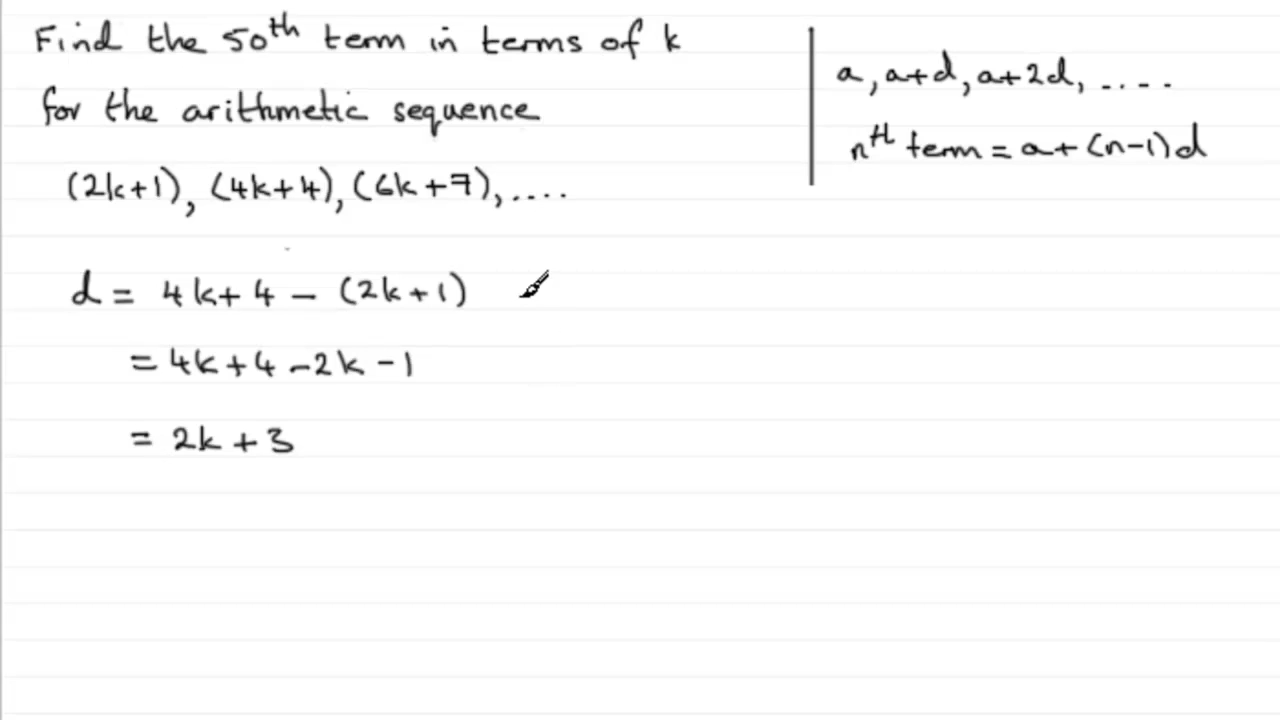 Find the 50th term in terms of k
for the arithmetic sequence
(2k+1), (4k+4), (6k+7), ....
d = 4k+4 - (2k+1)
= 4k+4 -2k -1
= 2k + 3
a, a+d, a+2d, ....
nth term = a+ (n-1)d